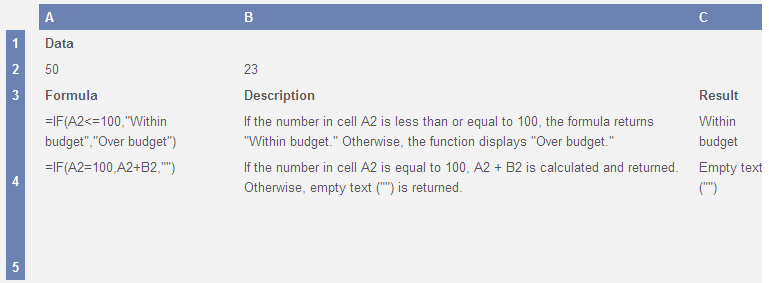 A B C
1 Data
2 50 23
3 Formula Description Result
=IF(A2<=100,"Within If the number in cell A2 is less than or equal to 100, the formula returns Within
budget","Over budget") "Within budget." Otherwise, the function displays "Over budget." budget
=IF(A2=100,A2+B2,"") If the number in cell A2 is equal to 100, A2 + B2 is calculated and returned. Empty text
4 Otherwise, empty text ("") is returned. ("")
5